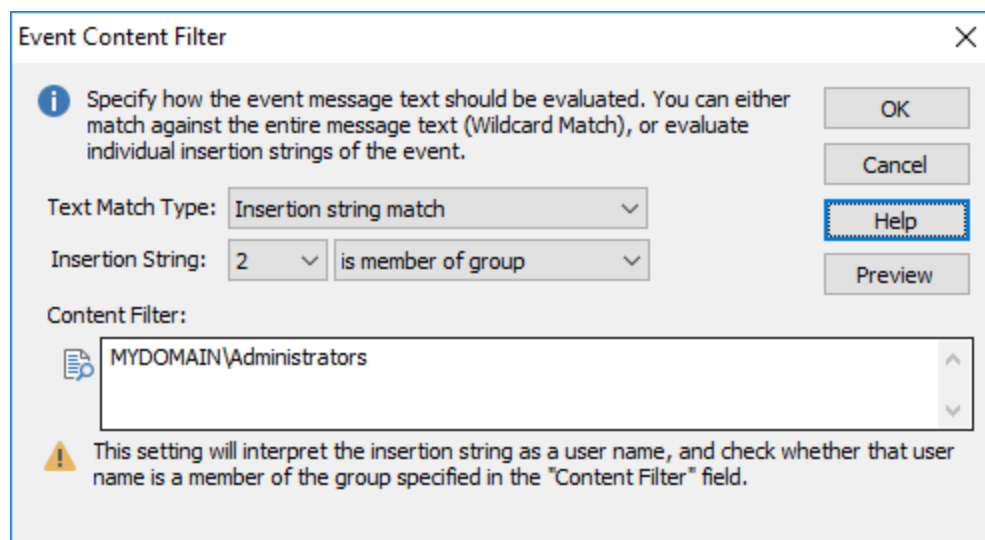 Event Content Filter
Specify how the event message text should be evaluated. You can either
match against the entire message text (Wildcard Match), or evaluate
individual insertion strings of the event.
OK
Cancel
Text Match Type: Insertion string match
Help
Insertion String: 2 is member of group
Preview
Content Filter:
MYDOMAIN\Administrators
This setting will interpret the insertion string as a user name, and check whether that user
name is a member of the group specified in the "Content Filter" field.